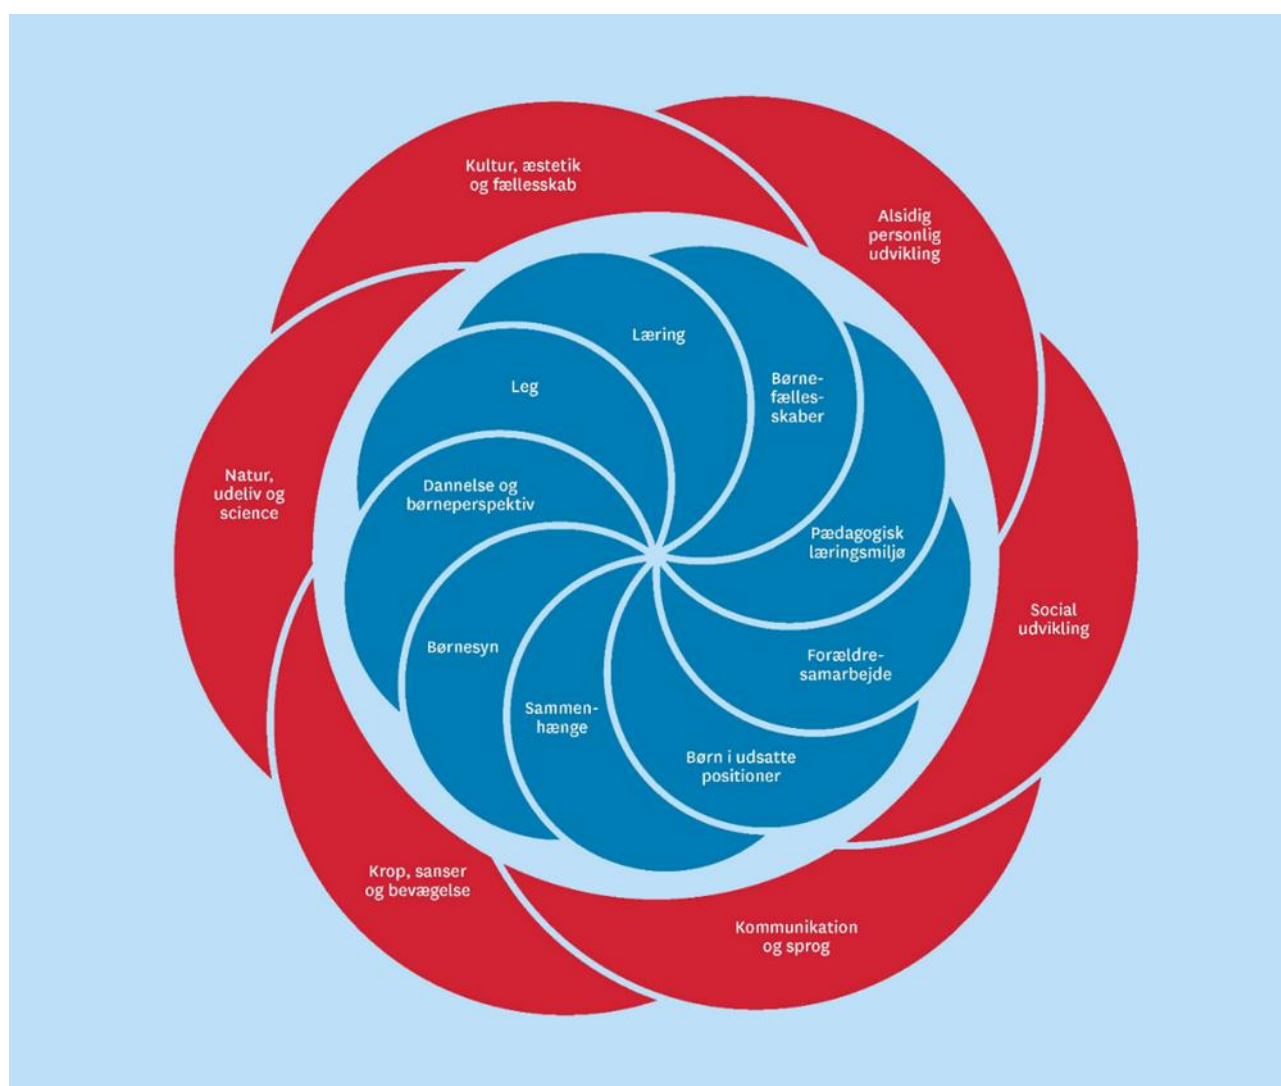 Kultur, æstetik
og fællesskab
Alsidig
personlig
udvikling
Social
udvikling
Kommunikation
og sprog
Krop, sanser
og bevægelse
Natur,
udeliv og
science
Læring
Børne-
fælles-
skaber
Pædagogisk
læringsmiljø
Forældre-
samarbejde
Børn i udsatte
positioner
Sammen-
hænge
Børnesyn
Dannelse og
børneperspektiv
Leg